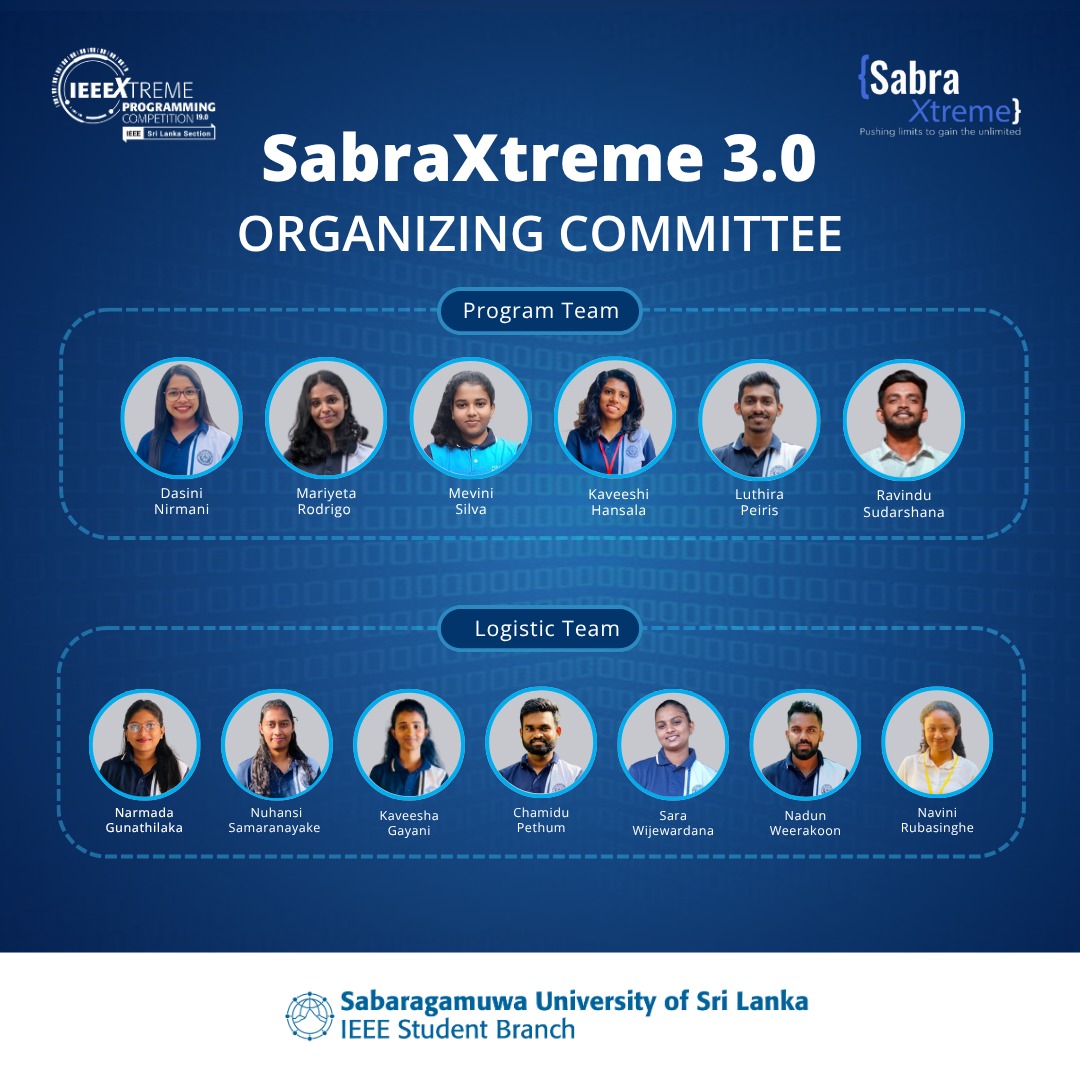 IEEEXTREME
PROGRAMMING
COMPETITION 19.0
IEEE Sri Lanka Section
{Sabra
Xtreme}
Pushing limits to gain the unlimited
SabraXtreme 3.0
ORGANIZING COMMITTEE
Program Team
Dasini
Nirmani
Mariyeta
Rodrigo
Mevini
Silva
Kaveeshi
Hansala
Luthira
Peiris
Ravindu
Sudarshana
Logistic Team
Narmada
Gunathilaka
Nuhansi
Samaranayake
Kaveesha
Gayani
Chamidu
Pethum
Sara
Wijewardana
Nadun
Weerakoon
Navini
Rubasinghe
Sabaragamuwa University of Sri Lanka
IEEE Student Branch